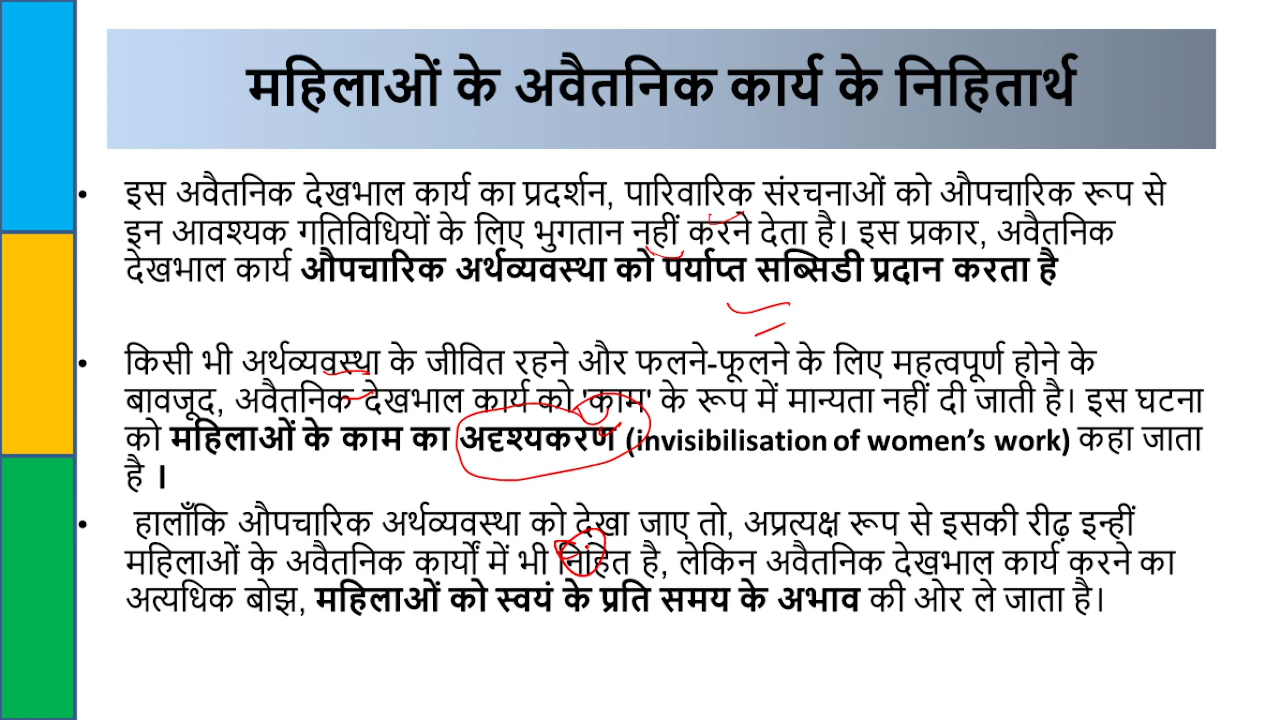 महिलाओं के अवैतनिक कार्य के निहितार्थ
• इस अवैतनिक देखभाल कार्य का प्रदर्शन, पारिवारिक संरचनाओं को औपचारिक रूप से
इन आवश्यक गतिविधियों के लिए भुगतान नहीं करने देता है। इस प्रकार, अवैतनिक
देखभाल कार्य औपचारिक अर्थव्यवस्था को पर्याप्त सब्सिडी प्रदान करता है
• किसी भी अर्थव्यवस्था के जीवित रहने और फलने-फूलने के लिए महत्वपूर्ण होने के
बावजूद, अवैतनिक देखभाल कार्य को 'काम' के रूप में मान्यता नहीं दी जाती है। इस घटना
को महिलाओं के काम का अदृश्यकरण (invisibilisation of women’s work) कहा जाता
है ।
• हालाँकि औपचारिक अर्थव्यवस्था को देखा जाए तो, अप्रत्यक्ष रूप से इसकी रीढ़ इन्हीं
महिलाओं के अवैतनिक कार्यों में भी निहित है, लेकिन अवैतनिक देखभाल कार्य करने का
अत्यधिक बोझ, महिलाओं को स्वयं के प्रति समय के अभाव की ओर ले जाता है।